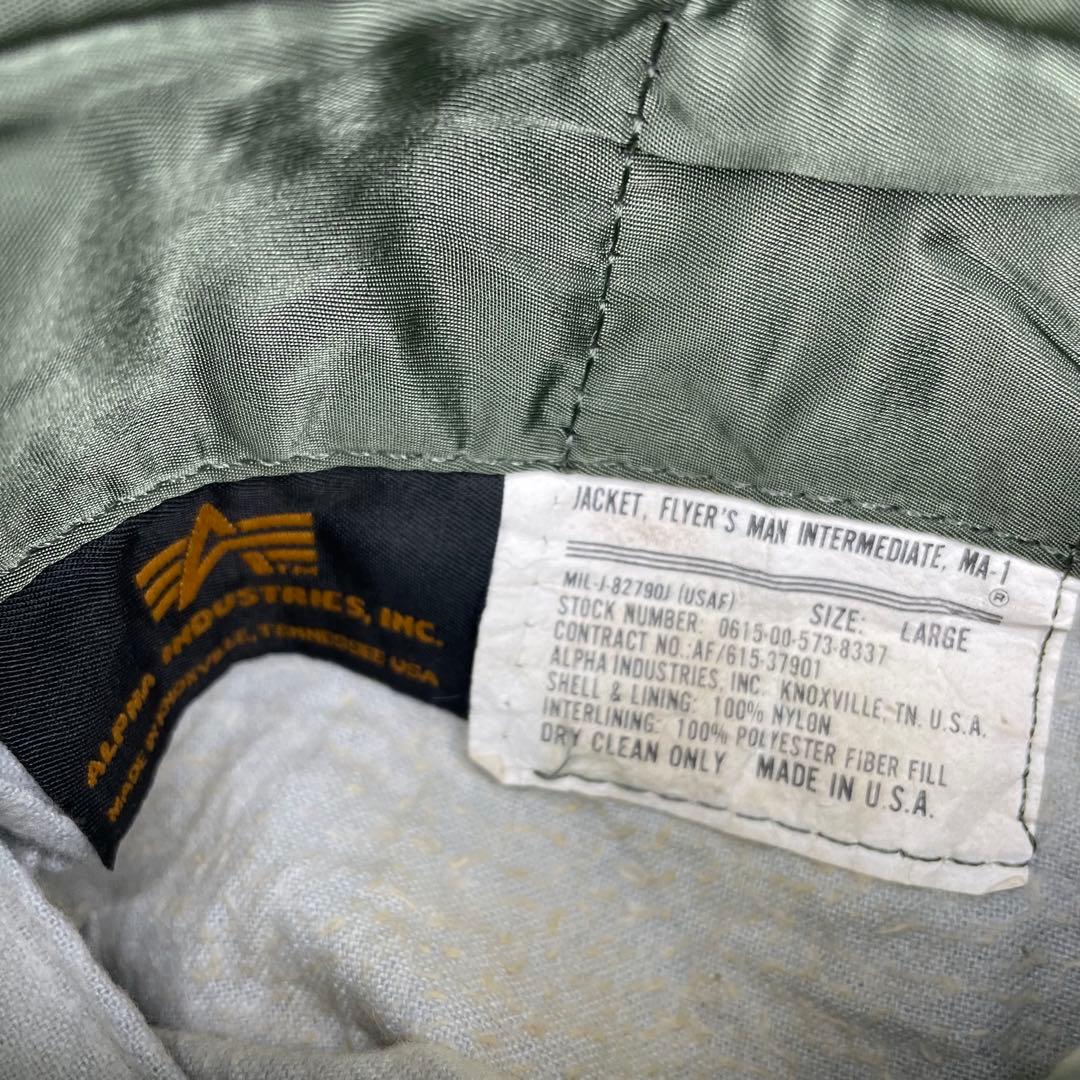 TM
ALPHA INDUSTRIES, INC.
MADE IN KNOXVILLE, TENNESSEE USA
JACKET, FLYER'S MAN INTERMEDIATE, MA-1
®
MIL-J-82790J (USAF) SIZE: LARGE
STOCK NUMBER: 0615-00-573-8337
CONTRACT NO.: AF/615-37901
ALPHA INDUSTRIES, INC. KNOXVILLE, TN. U.S.A.
SHELL & LINING: 100% NYLON
INTERLINING: 100% POLYESTER FIBER FILL
DRY CLEAN ONLY MADE IN U.S.A.